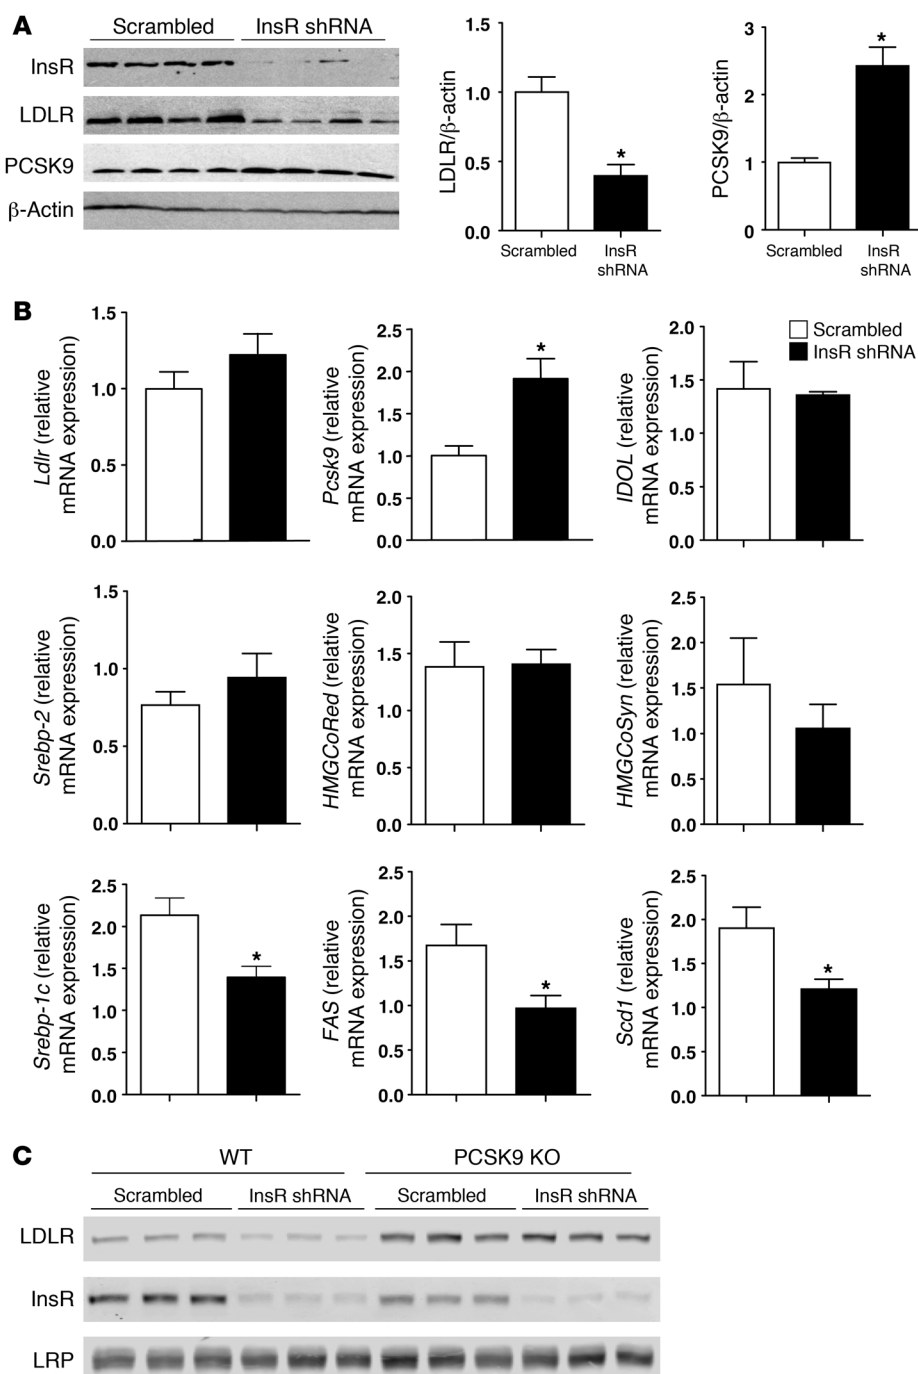 A
Scrambled InsR shRNA
InsR
LDLR
PCSK9
β-Actin
LDLR/β-actin
1.5
1.0
0.5
0.0
*
Scrambled InsR
shRNA
PCSK9/β-actin
3
2
1
0
*
Scrambled InsR
shRNA
B
Scrambled
InsR shRNA
Ldlr (relative
mRNA expression)
1.5
1.0
0.5
0.0
Pcsk9 (relative
mRNA expression)
2.5
2.0
1.5
1.0
0.5
0.0
*
IDOL (relative
mRNA expression)
2.0
1.5
1.0
0.5
0.0
Srebp-2 (relative
mRNA expression)
1.5
1.0
0.5
0.0
HMGCoRed (relative
mRNA expression)
2.0
1.5
1.0
0.5
0.0
HMGCoSyn (relative
mRNA expression)
2.5
2.0
1.5
1.0
0.5
0.0
Srebp-1c (relative
mRNA expression)
2.5
2.0
1.5
1.0
0.5
0.0
*
FAS (relative
mRNA expression)
2.5
2.0
1.5
1.0
0.5
0.0
*
Scd1 (relative
mRNA expression)
2.5
2.0
1.5
1.0
0.5
0.0
*
C
WT PCSK9 KO
Scrambled InsR shRNA Scrambled InsR shRNA
LDLR
InsR
LRP